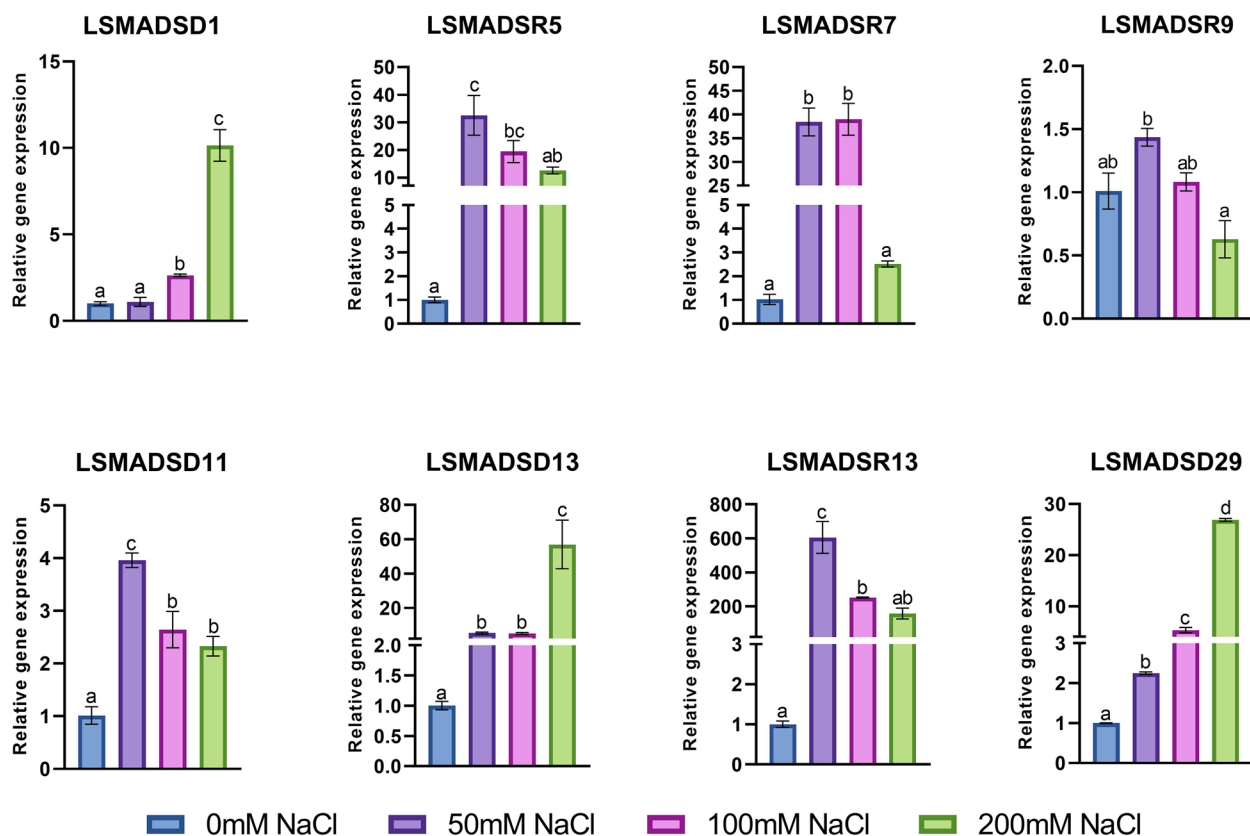 LSMADSD1
LSMADSR5
LSMADSR7
LSMADSR9
Relative gene expression
15
10
5
0
a
a
b
c
Relative gene expression
50
40
30
20
10
5
4
3
2
1
0
a
c
bc
ab
Relative gene expression
50
45
40
35
30
25
5
4
3
2
1
0
a
b
b
a
Relative gene expression
2.0
1.5
1.0
0.5
0.0
ab
b
ab
a
LSMADSD11
LSMADSD13
LSMADSR13
LSMADSD29
Relative gene expression
5
4
3
2
1
0
a
c
b
b
Relative gene expression
80
60
40
20
2.0
1.5
1.0
0.5
0.0
a
b
b
c
Relative gene expression
800
600
400
200
3
2
1
0
a
c
b
ab
Relative gene expression
30
20
10
3
2
1
0
a
b
c
d
0mM NaCl 50mM NaCl 100mM NaCl 200mM NaCl